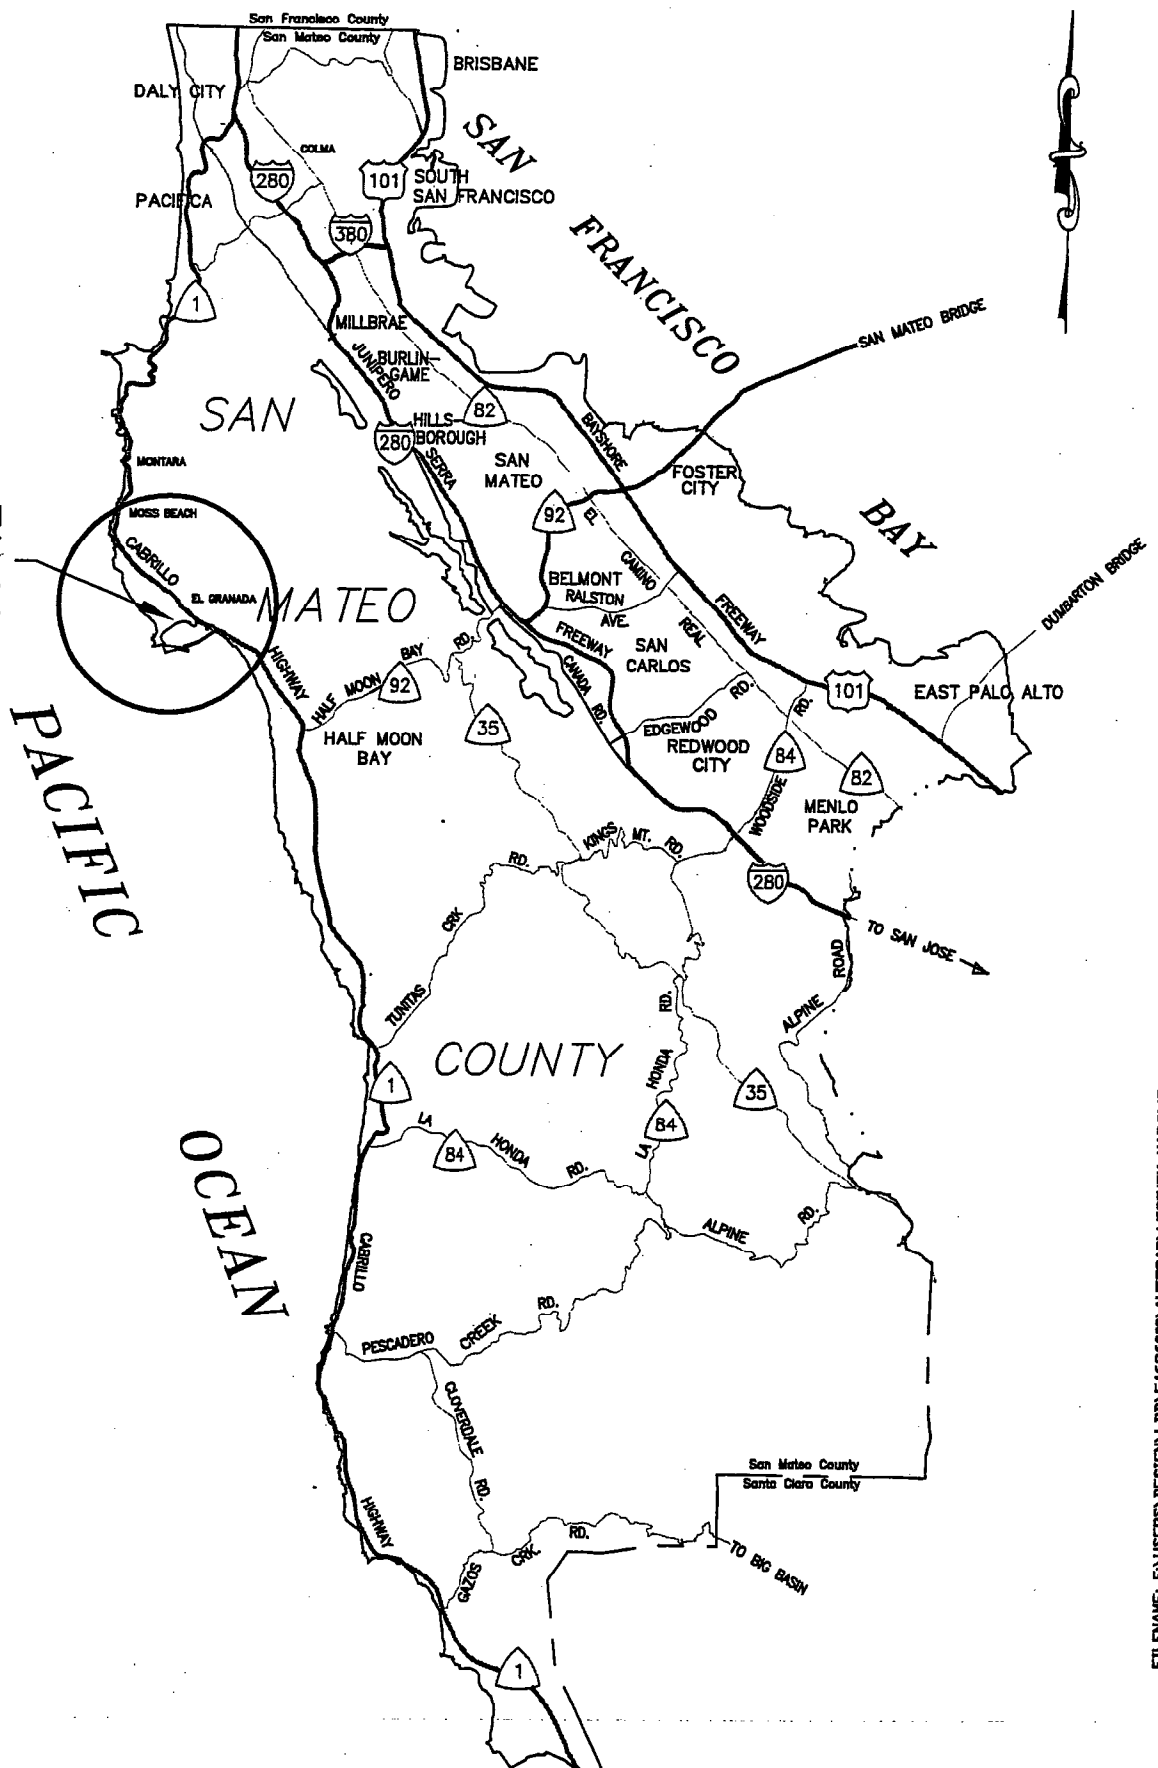 San Francisco County
San Mateo County
BRISBANE
DALY CITY
SAN
COLMA
280
101
SOUTH
SAN FRANCISCO
PACIFICA
380
FRANCISCO
1
SAN MATEO BRIDGE
MILLBRAE
JUNIPERO
BURLIN-
GAME
SAN
82
HILLS-
BOROUGH
280
BAYSHORE
SERRA
SAN
MATEO
FOSTER
CITY
MONTARA
92
EL
BAY
MOSS BEACH
CABRILLO
CAMINO
DUMBARTON BRIDGE
BELMONT
RALSTON
AVE.
EL GRANADA
MATEO
FREEWAY
REAL
FREEWAY
SAN
CARLOS
HIGHWAY
HALF MOON BAY RD.
92
CANADA
RD.
RD.
101
EAST PALO ALTO
35
EDGEWOOD
RD.
HALF MOON
BAY
REDWOOD
CITY
84
82
PACIFIC
WOODSIDE
MENLO
PARK
KINGS MT. RD.
RD.
280
CRK
TO SAN JOSE
ROAD
TUNITAS
RD.
ALPINE
COUNTY
HONDA
1
35
LA
84
84
HONDA
LA
RD.
OCEAN
ALPINE
RD.
CABRILLO
RD.
PESCADERO
CREEK
CLOVERDALE
San Mateo County
Santa Clara County
RD.
HIGHWAY
RD.
CRK.
TO BIG BASIN
GAZOS
1